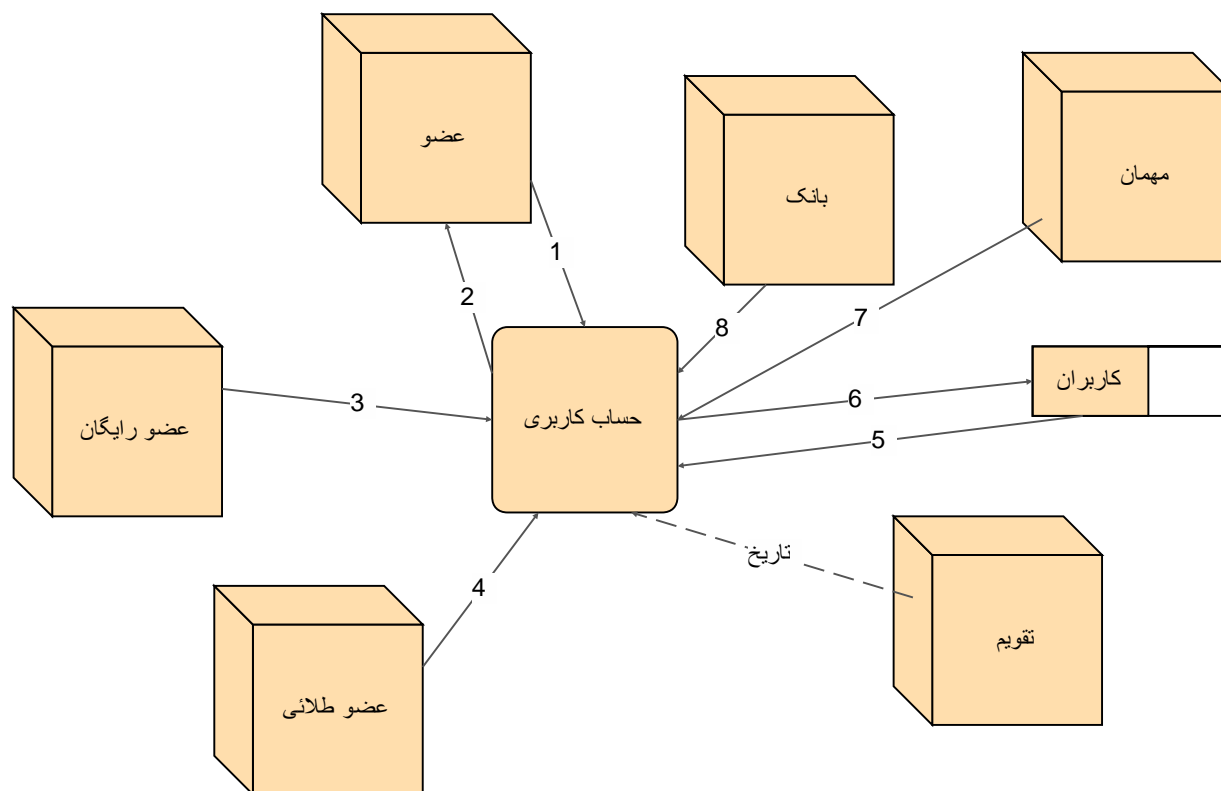 عضو
بانک
مهمان
1
2
8
7
کاربران
6
5
حساب کاربری
3
عضو رایگان
تاریخ
4
تقویم
عضو طلائی